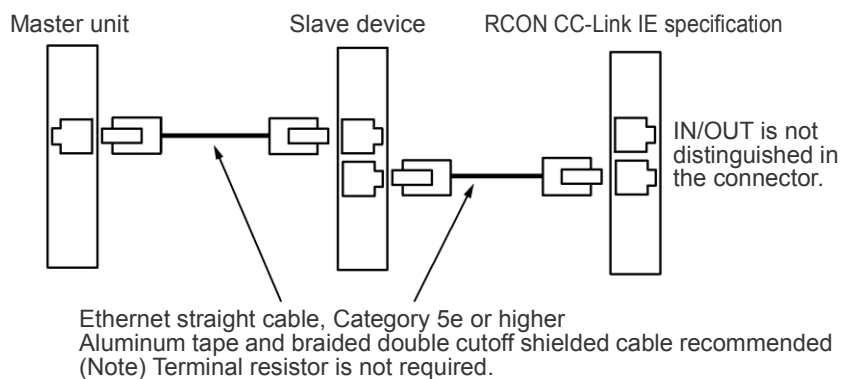 Master unit
Slave device
RCON CC-Link IE specification
IN/OUT is not
distinguished in
the connector.
Ethernet straight cable, Category 5e or higher
Aluminum tape and braided double cutoff shielded cable recommended
(Note) Terminal resistor is not required.